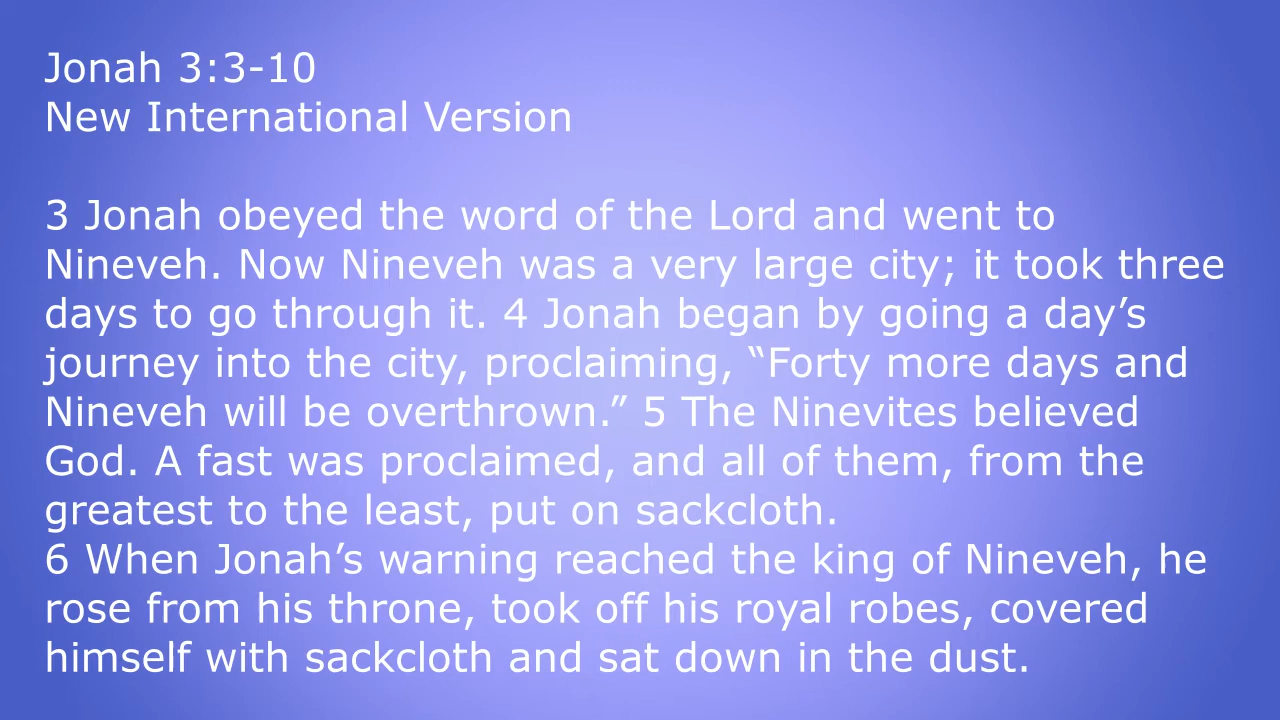 Jonah 3:3-10
New International Version
3 Jonah obeyed the word of the Lord and went to
Nineveh. Now Nineveh was a very large city; it took three
days to go through it. 4 Jonah began by going a day’s
journey into the city, proclaiming, “Forty more days and
Nineveh will be overthrown.” 5 The Ninevites believed
God. A fast was proclaimed, and all of them, from the
greatest to the least, put on sackcloth.
6 When Jonah’s warning reached the king of Nineveh, he
rose from his throne, took off his royal robes, covered
himself with sackcloth and sat down in the dust.